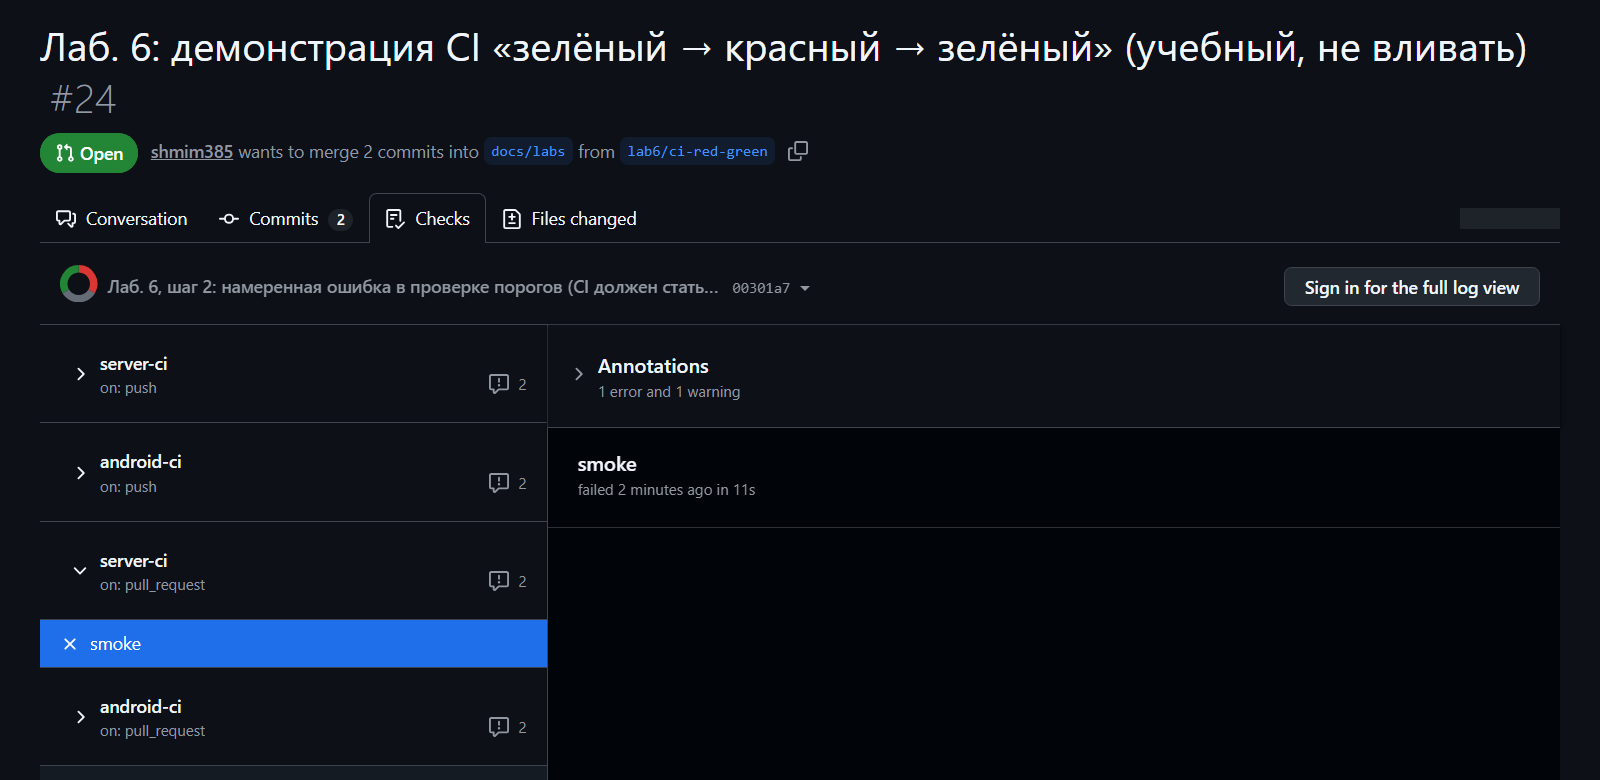 Лаб. 6: демонстрация CI «зелёный → красный → зелёный» (учебный, не вливать)
#24
Open shmim385 wants to merge 2 commits into docs/labs from lab6/ci-red-green
Conversation Commits 2 Checks Files changed
Лаб. 6, шаг 2: намеренная ошибка в проверке порогов (CI должен стать... 00301a7
Sign in for the full log view
server-ci
on: push
2
android-ci
on: push
2
server-ci
on: pull_request
2
smoke
android-ci
on: pull_request
2
Annotations
1 error and 1 warning
smoke
failed 2 minutes ago in 11s